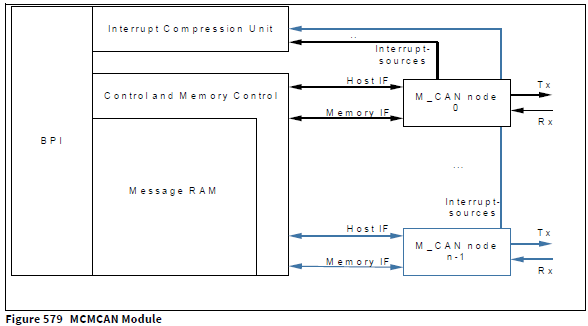 Interrupt Compression Unit
..
Interrupt-
sources
Host IF
Control and Memory Control
M_CAN node
0
Tx
Memory IF
Rx
BPI
Message RAM
...
Interrupt-
sources
Host IF
M_CAN node
n-1
Tx
Memory IF
Rx
Figure 579 MCMCAN Module